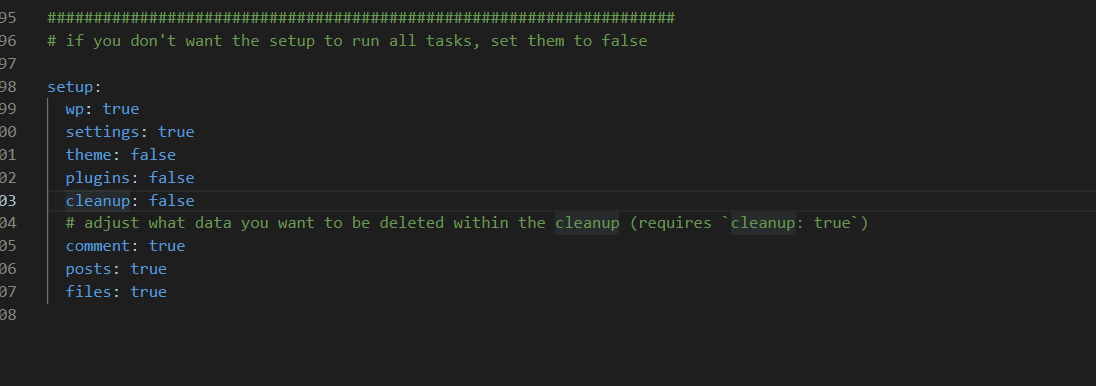 95 ####################################################################
96 # if you don't want the setup to run all tasks, set them to false
97
98 setup:
99 wp: true
00 settings: true
01 theme: false
02 plugins: false
03 cleanup: false
04 # adjust what data you want to be deleted within the cleanup (requires `cleanup: true`)
05 comment: true
06 posts: true
07 files: true
08